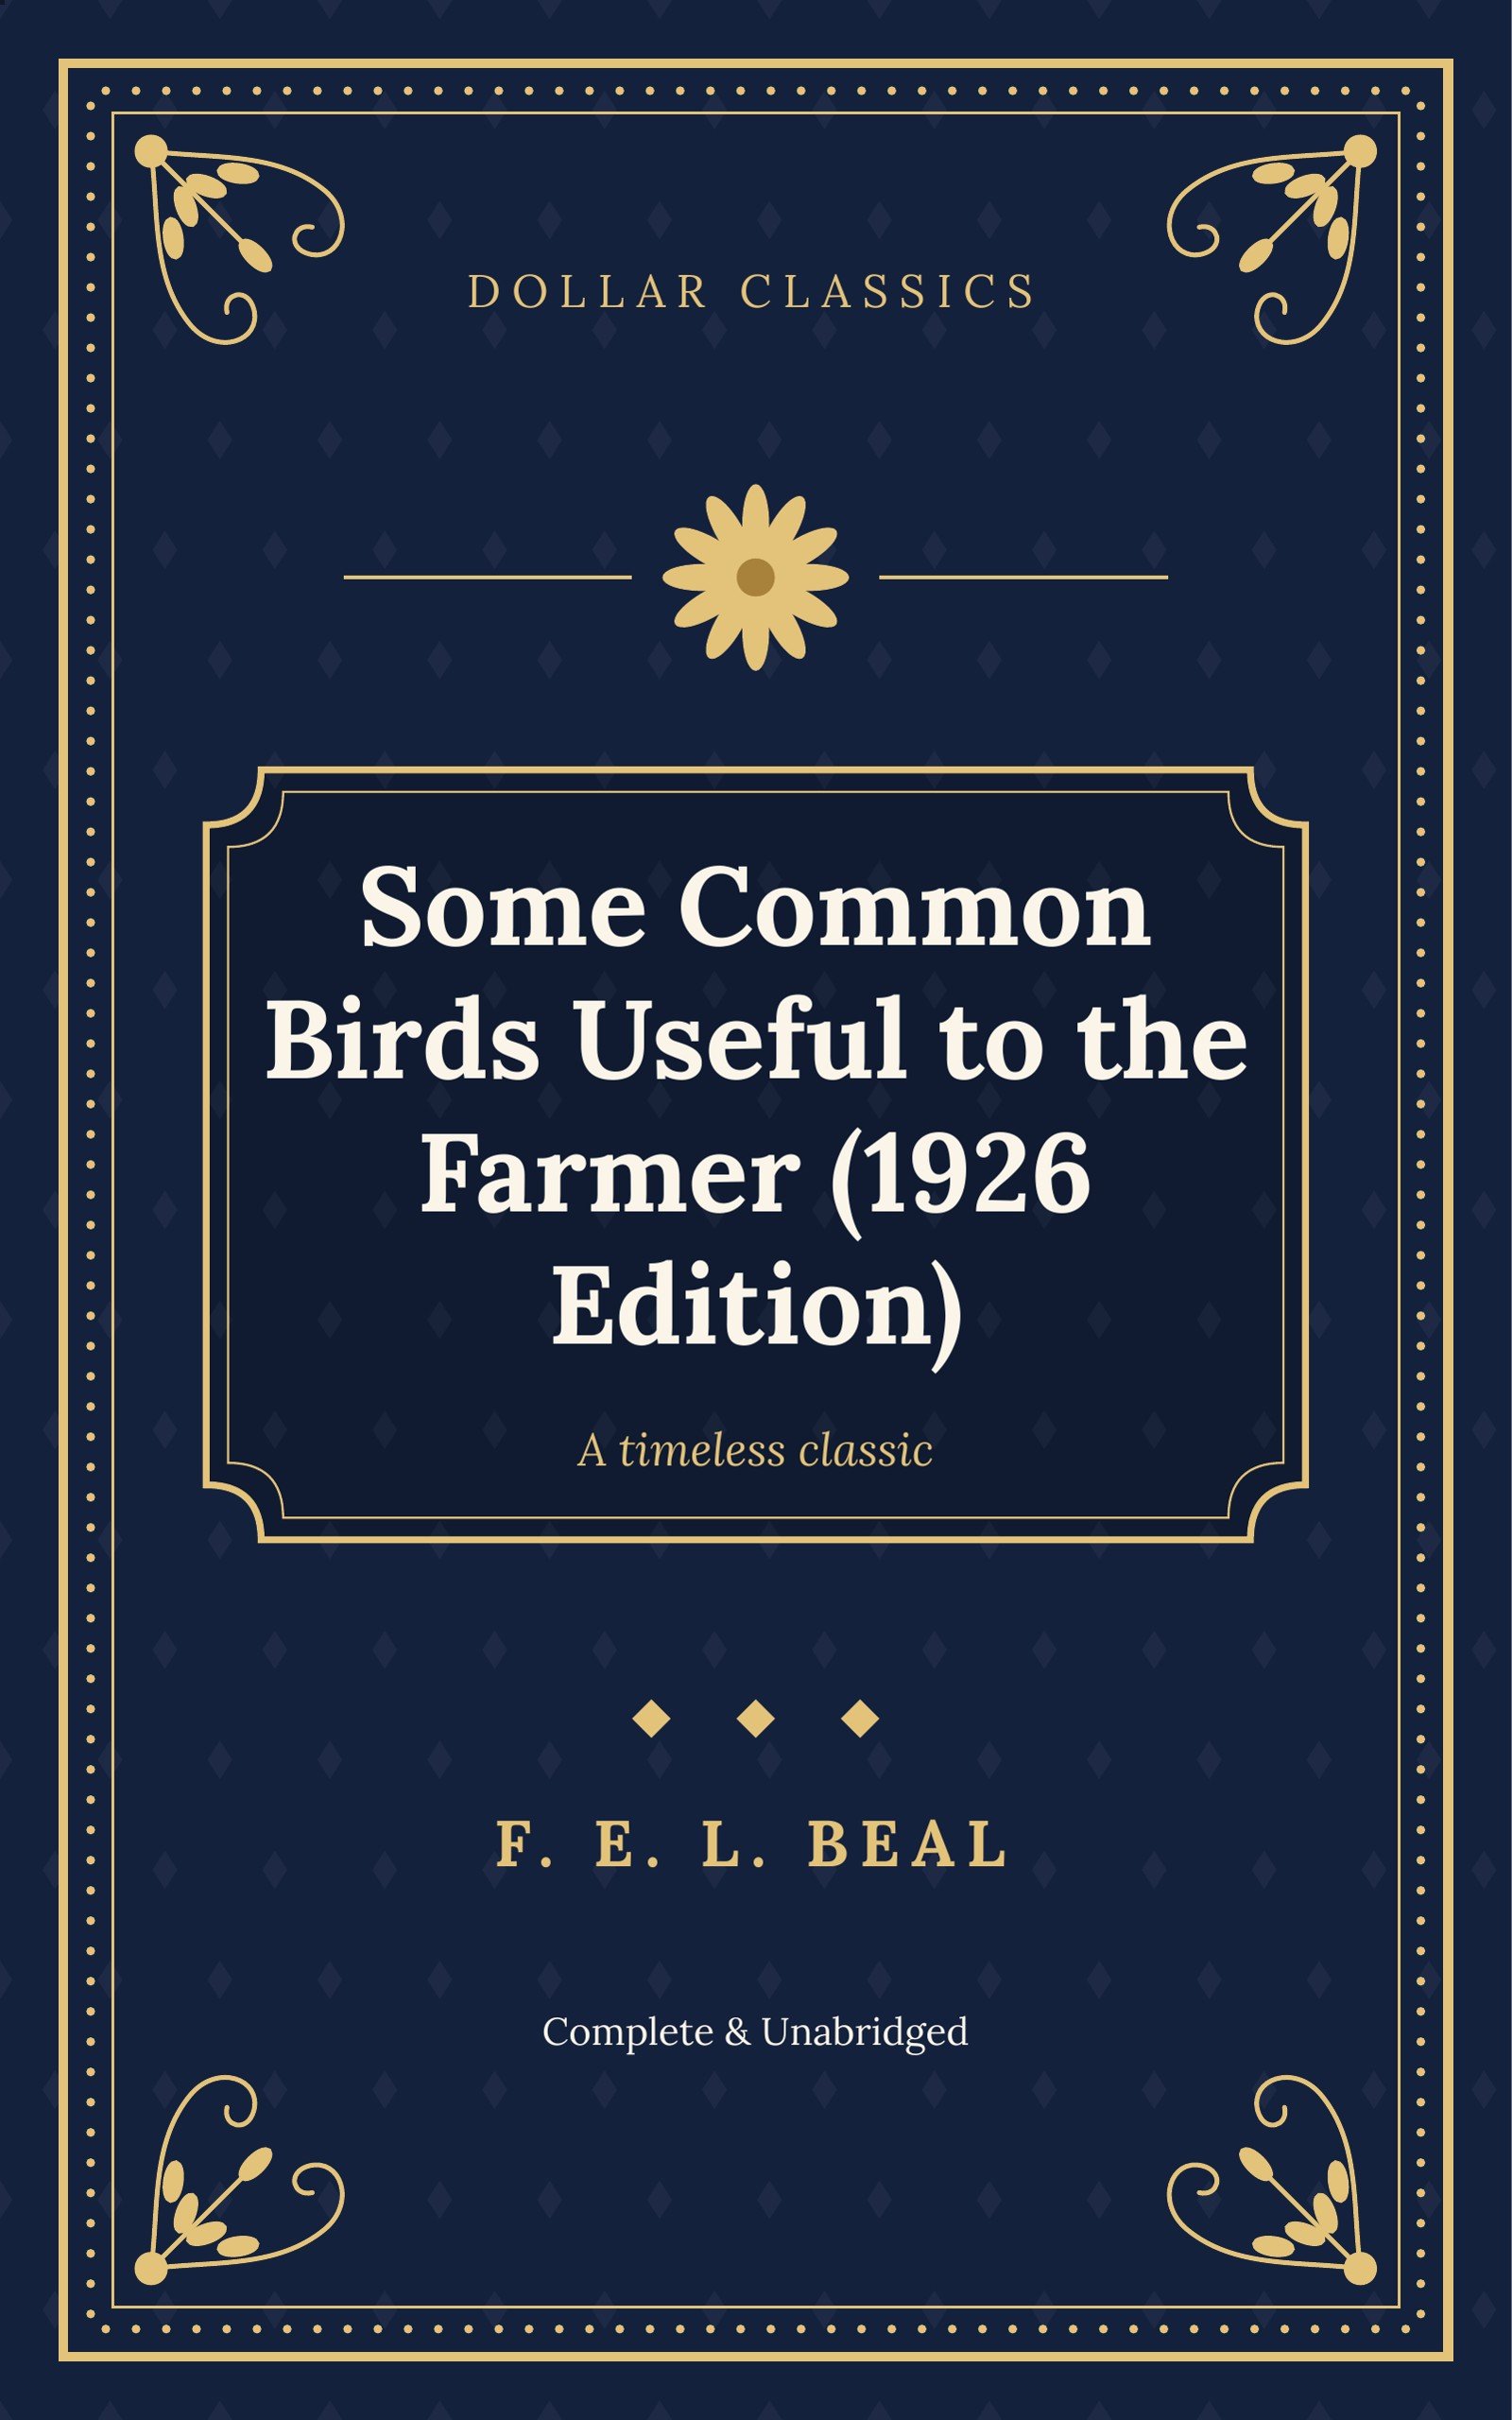 DOLLAR CLASSICS
Some Common
Birds Useful to the
Farmer (1926
Edition)
A timeless classic
F. E. L. BEAL
Complete & Unabridged